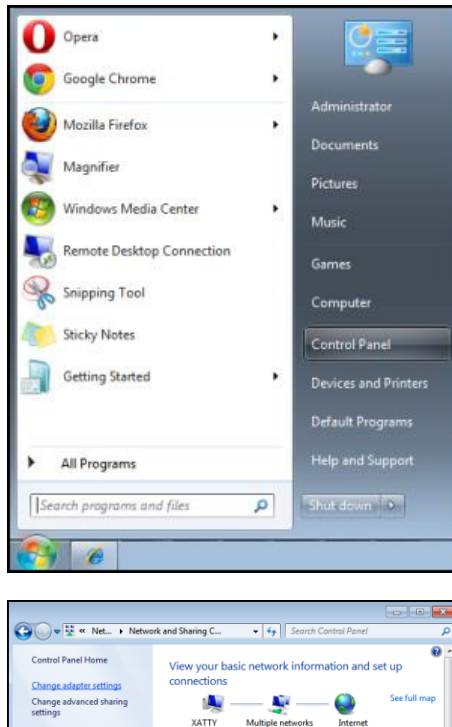 Opera
Google Chrome
Mozilla Firefox
Magnifier
Windows Media Center
Remote Desktop Connection
Snipping Tool
Sticky Notes
Getting Started
All Programs
Search programs and files
Administrator
Documents
Pictures
Music
Games
Computer
Control Panel
Devices and Printers
Default Programs
Help and Support
Shut down
« Net... Network and Sharing C...
Search Control Panel
Control Panel Home
Change adapter settings
Change advanced sharing
settings
View your basic network information and set up
connections
See full map
XATTY Multiple networks Internet